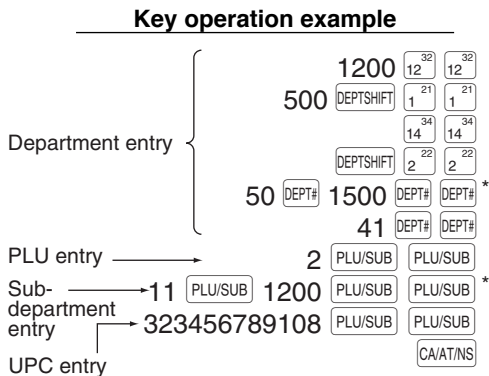 Key operation example
1200 12 32 12 32
500 DEPTSHIFT 1 21 1 21
14 34 14 34
Department entry
DEPTSHIFT 2 22 2 22
50 DEPT# 1500 DEPT# DEPT# *
41 DEPT# DEPT#
PLU entry 2 PLU/SUB PLU/SUB
Sub-department entry 11 PLU/SUB 1200 PLU/SUB PLU/SUB *
323456789108 PLU/SUB PLU/SUB
UPC entry CA/AT/NS